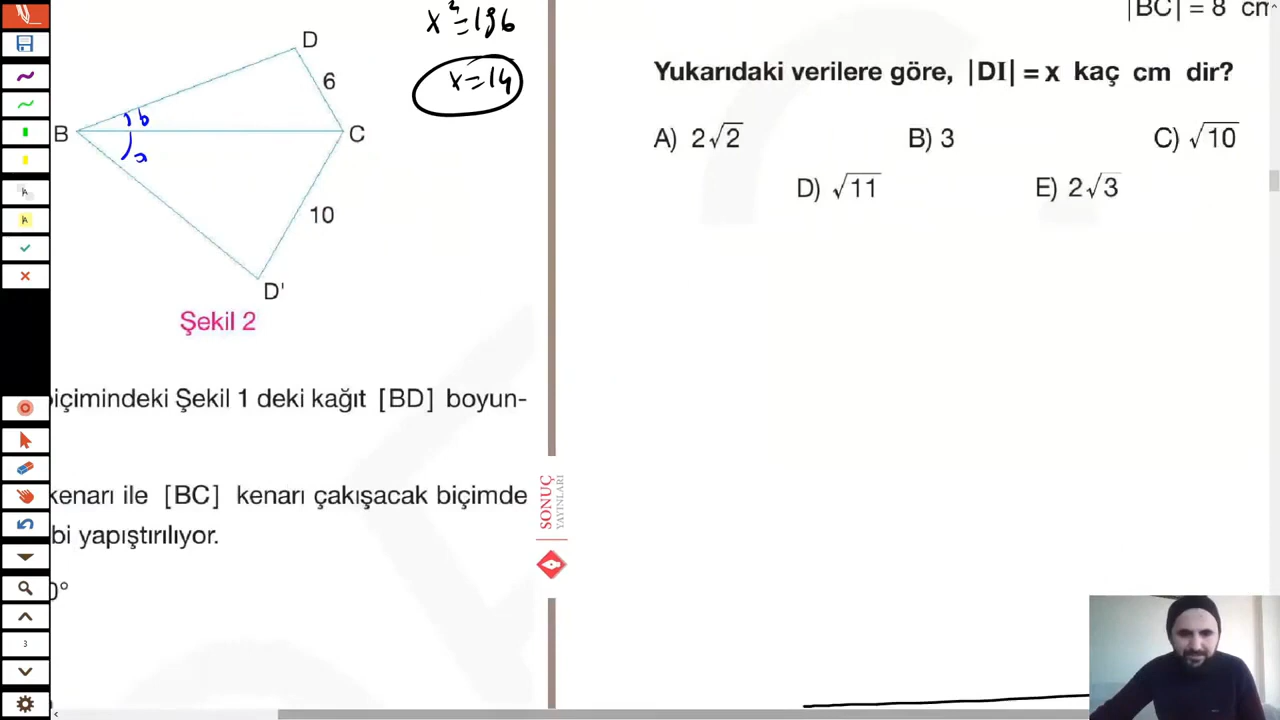 D
6
B
b
a
C
10
D'
Şekil 2
x² = 196
x = 14
içimindeki Şekil 1 deki kağıt [BD] boyun-
kenarı ile [BC] kenarı çakışacak biçimde
bi yapıştırılıyor.
0°
SONUÇ
YAYINLARI
|BC| = 8 cm
Yukarıdaki verilere göre, |DI| = x kaç cm dir?
A) 2√2 B) 3 C) √10
D) √11 E) 2√3
A
A
3